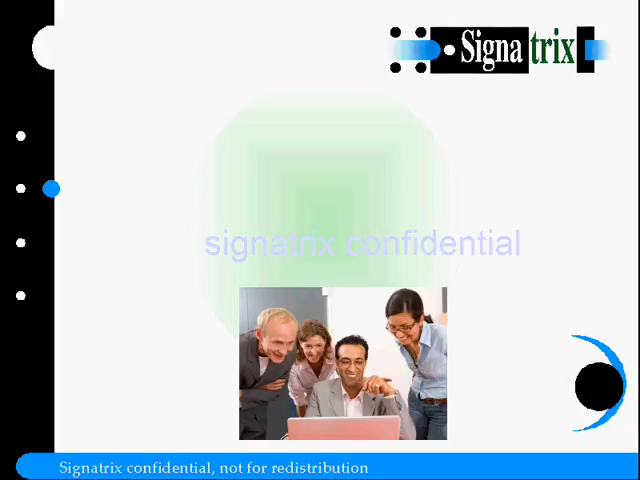 Signatrix
signatrix confidential
Signatrix confidential, not for redistribution